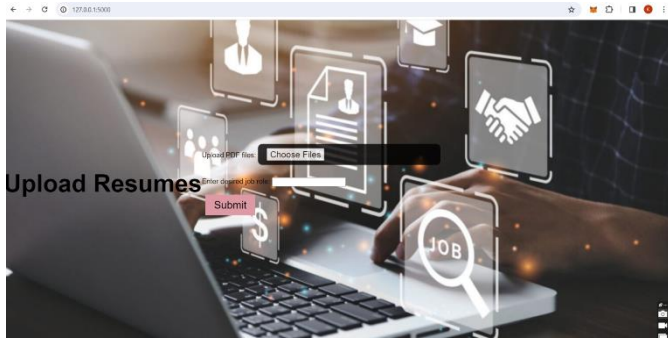 127.0.0.1:5000
Upload PDF files: Choose Files
Upload Resumes
Enter desired job role:
Submit
$
JOB